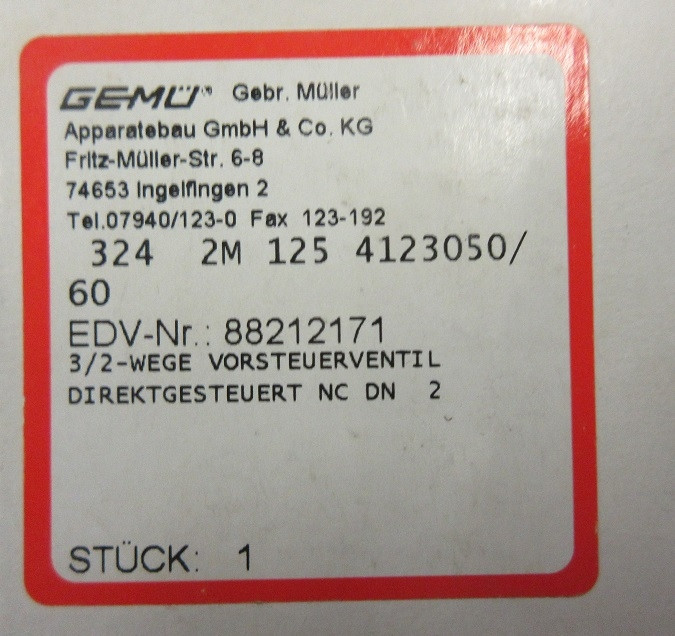 GEMÜ® Gebr. Müller
Apparatebau GmbH & Co. KG
Fritz-Müller-Str. 6-8
74653 Ingelfingen 2
Tel.07940/123-0 Fax 123-192
324 2M 125 4123050/
60
EDV-Nr.: 88212171
3/2-WEGE VORSTEUERVENTIL
DIREKTGESTEUERT NC DN 2
STÜCK: 1